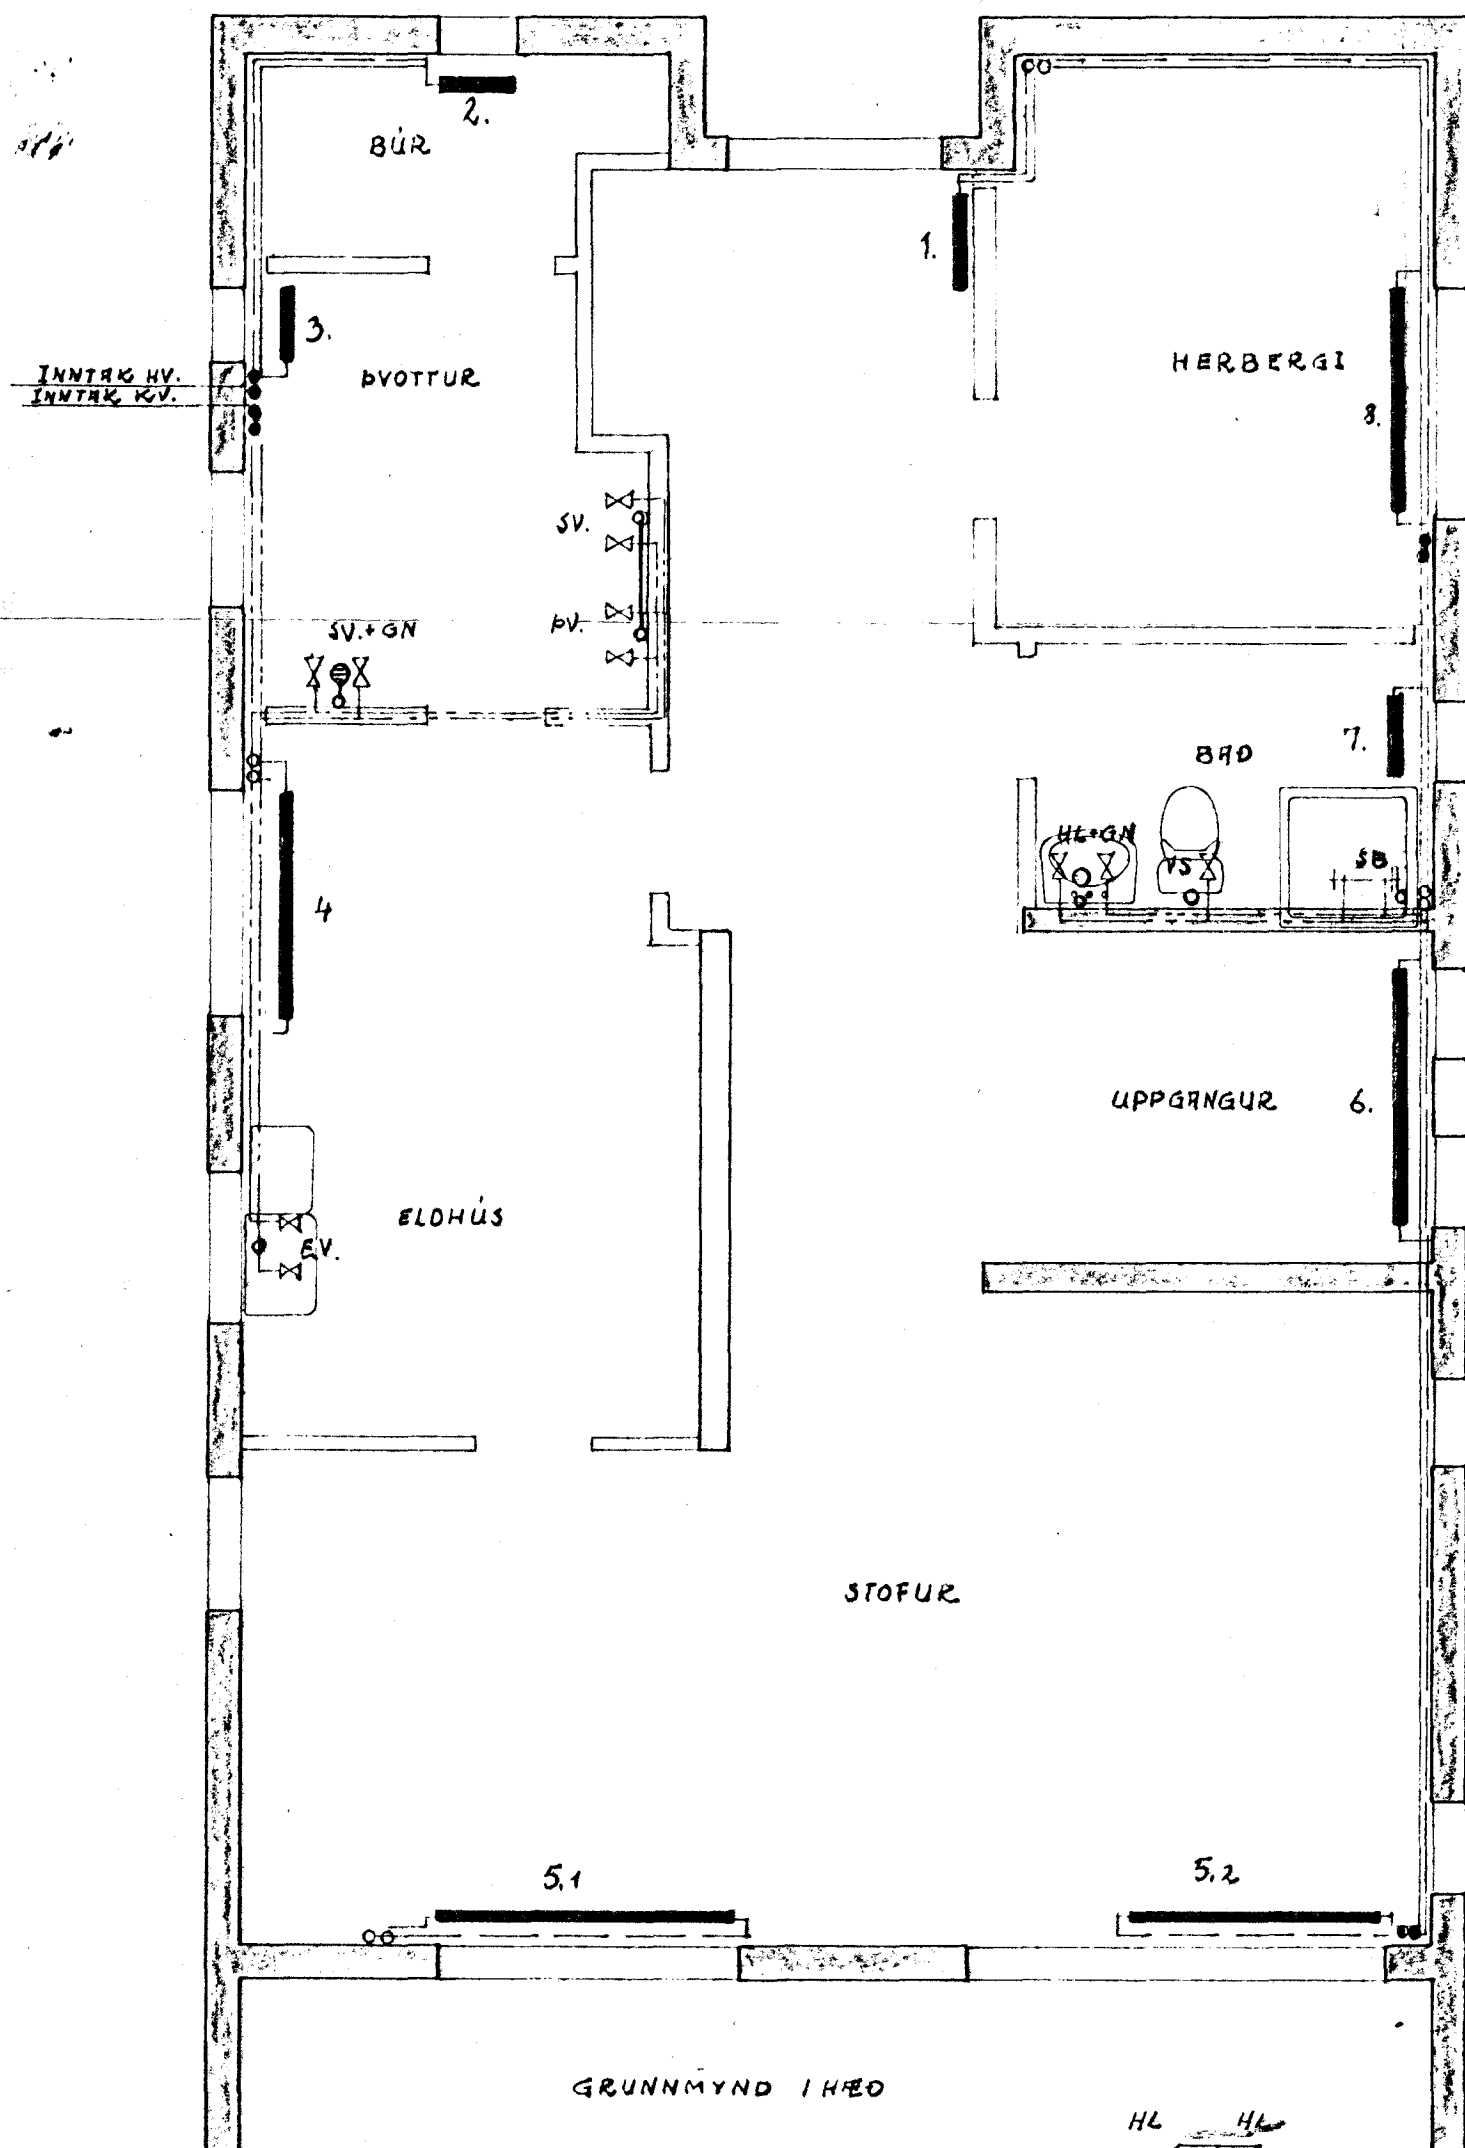 2.
BÚR
1.
3.
HERBERGI
INNTAK HV.
ÞVOTTUR
INNTAK KV.
8.
SV.
ÞV.
SV.+GN
7.
BAÐ
HL+GN
VS
SB
4
UPPGANGUR
6.
ELDHÚS
EV.
STOFUR
5.1
5.2
GRUNNMYND I HÆÐ
HL HL